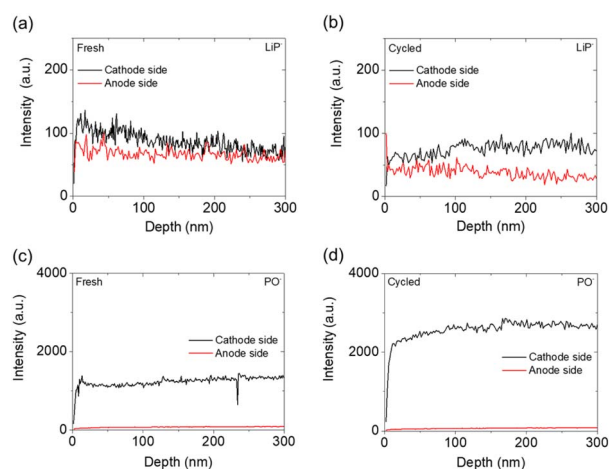 (a)
Fresh
LiP⁻
Cathode side
Anode side
200
100
0
Intensity (a.u.)
0 100 200 300
Depth (nm)
(b)
Cycled
LiP⁻
Cathode side
Anode side
200
100
0
Intensity (a.u.)
0 100 200 300
Depth (nm)
(c)
Fresh
PO⁻
Cathode side
Anode side
4000
2000
0
Intensity (a.u.)
0 100 200 300
Depth (nm)
(d)
Cycled
PO⁻
Cathode side
Anode side
4000
2000
0
Intensity (a.u.)
0 100 200 300
Depth (nm)